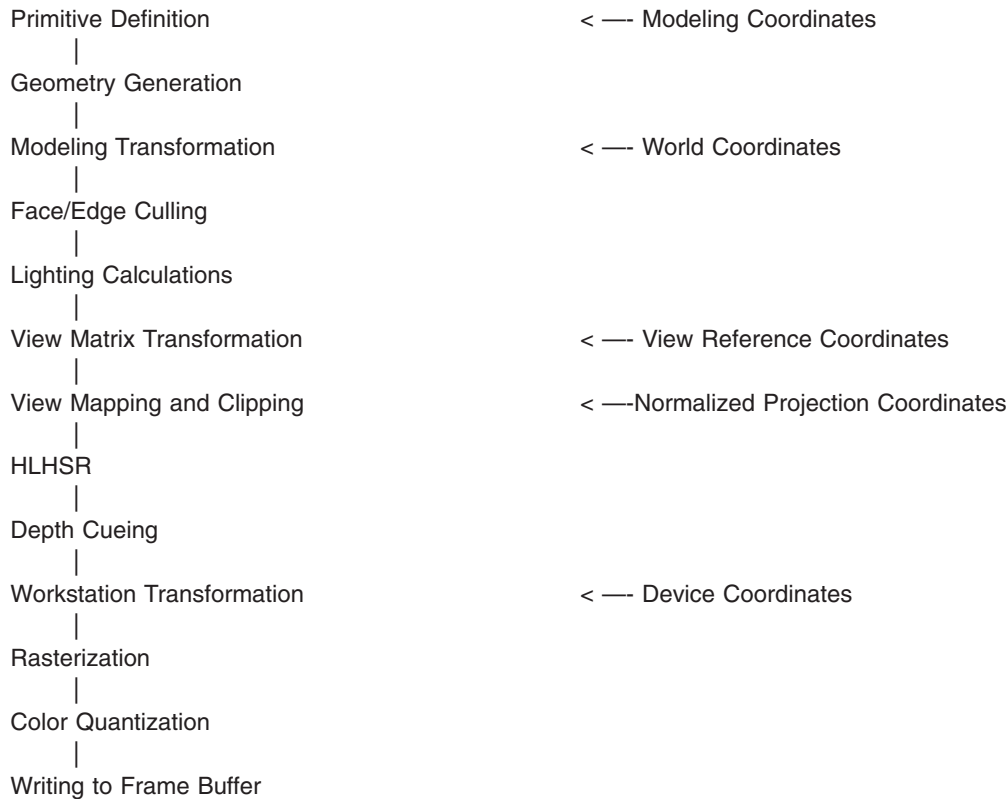 Primitive Definition < —- Modeling Coordinates
|
Geometry Generation
|
Modeling Transformation < —- World Coordinates
|
Face/Edge Culling
|
Lighting Calculations
|
View Matrix Transformation < —- View Reference Coordinates
|
View Mapping and Clipping < —-Normalized Projection Coordinates
|
HLHSR
|
Depth Cueing
|
Workstation Transformation < —- Device Coordinates
|
Rasterization
|
Color Quantization
|
Writing to Frame Buffer